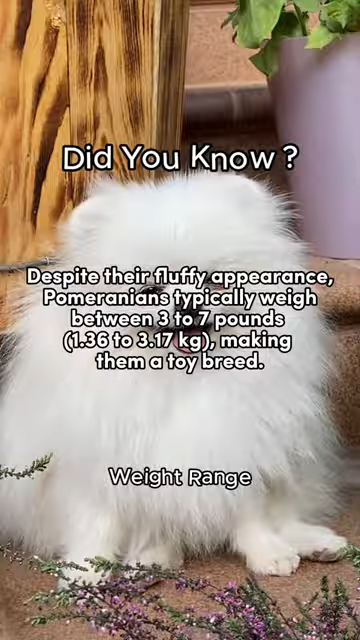 Did You Know ?
Despite their fluffy appearance,
Pomeranians typically weigh
between 3 to 7 pounds
(1.36 to 3.17 kg), making
them a toy breed.
Weight Range